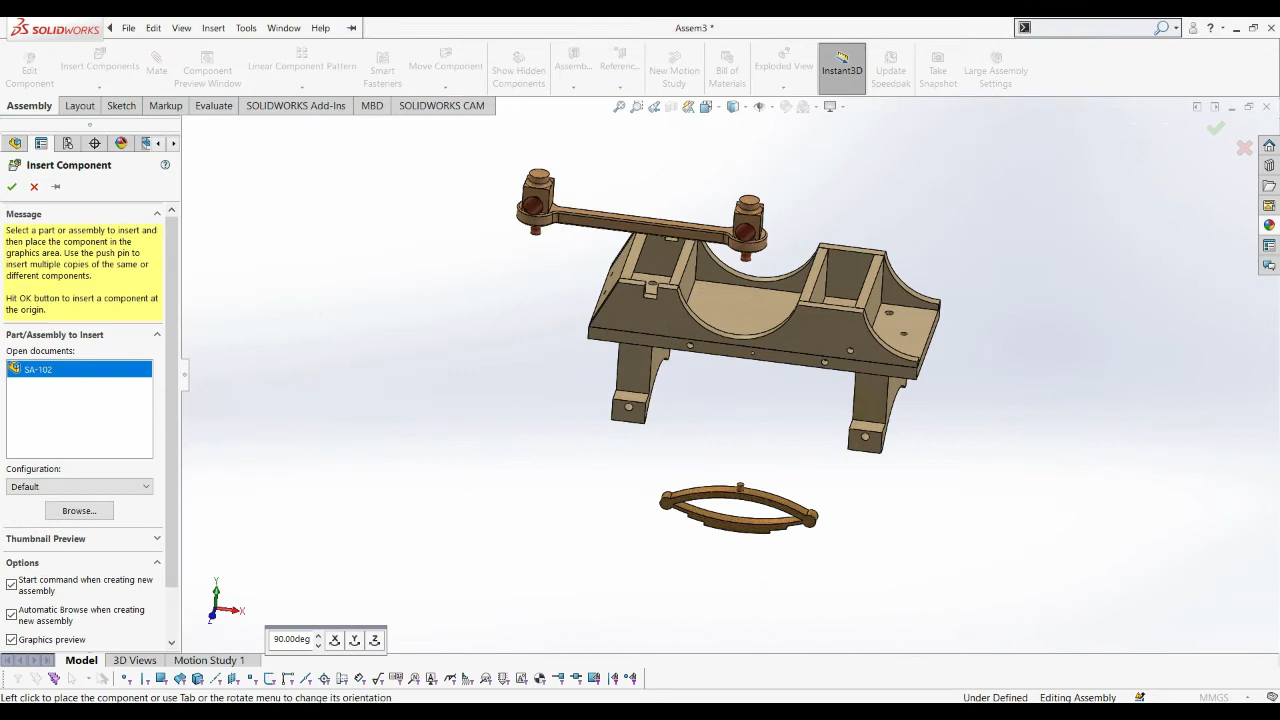 SOLIDWORKS File Edit View Insert Tools Window Help Assem3 * ?
Edit Component Insert Components Mate Component Preview Window Linear Component Pattern Smart Fasteners Move Component Show Hidden Components Assemb... Referenc... New Motion Study Bill of Materials Exploded View Instant3D Update Speedpak Take Snapshot Large Assembly Settings
Assembly Layout Sketch Markup Evaluate SOLIDWORKS Add-Ins MBD SOLIDWORKS CAM
Insert Component
Message
Select a part or assembly to insert and
then place the component in the
graphics area. Use the push pin to
insert multiple copies of the same or
different components.
Hit OK button to insert a component at
the origin.
Part/Assembly to Insert
Open documents:
SA-102
Configuration:
Default
Browse...
Thumbnail Preview
Options
Start command when creating new
assembly
Automatic Browse when creating
new assembly
Graphics preview
Y
X
Z
90.00deg X Y Z
Model 3D Views Motion Study 1
Left click to place the component or use Tab or the rotate menu to change its orientation Under Defined Editing Assembly MMGS